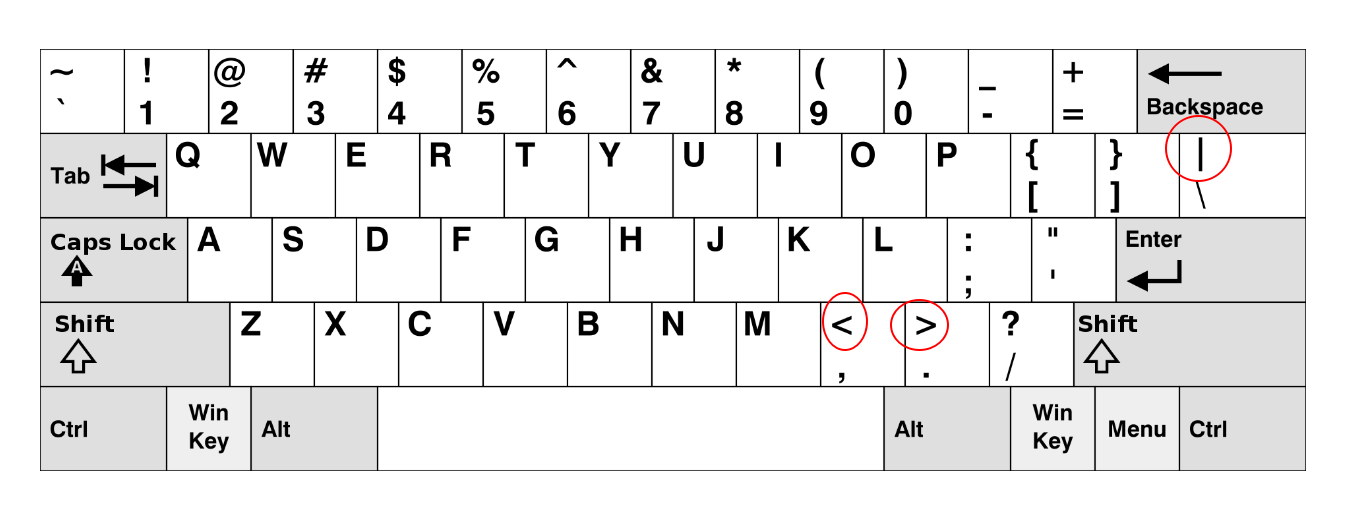 ~ ! @ # $ % ^ & * ( ) _ +
` 1 2 3 4 5 6 7 8 9 0 - = Backspace
Tab Q W E R T Y U I O P { } |
[ ] \
Caps Lock A S D F G H J K L : " Enter
A ; '
Shift Z X C V B N M < > ? Shift
, . /
Ctrl Win Key Alt Alt Win Key Menu Ctrl